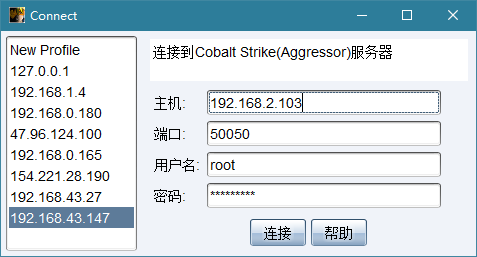 Connect
New Profile
127.0.0.1
192.168.1.4
192.168.0.180
47.96.124.100
192.168.0.165
154.221.28.190
192.168.43.27
192.168.43.147
连接到Cobalt Strike(Aggressor)服务器
主机: 192.168.2.103
端口: 50050
用户名: root
密码: *********
连接 帮助